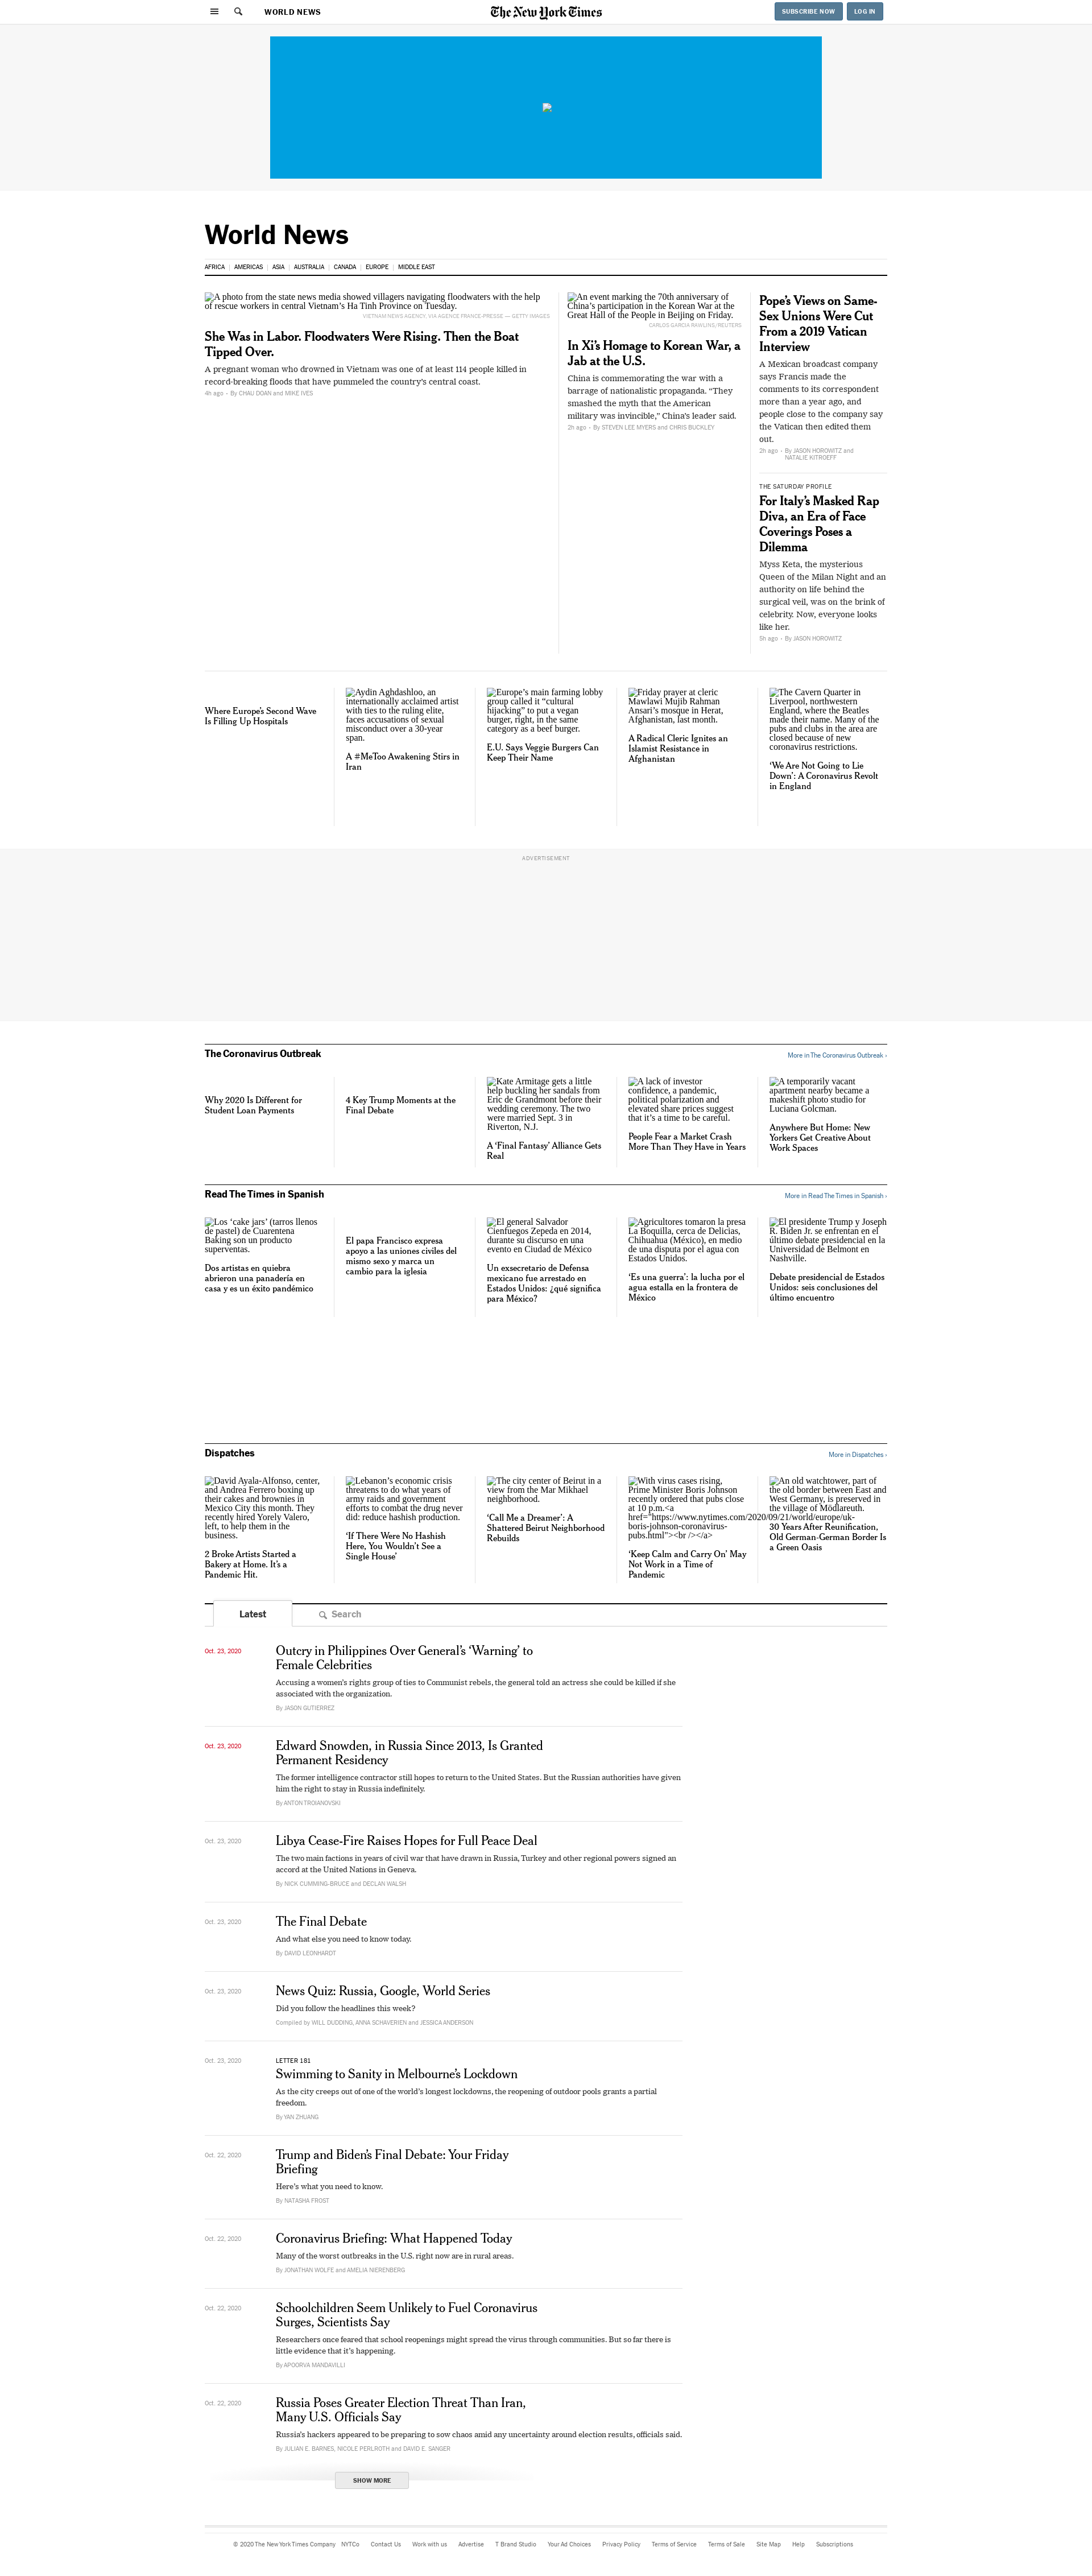 WORLD NEWS
The New York Times
SUBSCRIBE NOW
LOG IN
World News
AFRICA | AMERICAS | ASIA | AUSTRALIA | CANADA | EUROPE | MIDDLE EAST
A photo from the state news media showed villagers navigating floodwaters with the help
of rescue workers in central Vietnam's Ha Tinh Province on Tuesday.
VIETNAM NEWS AGENCY, VIA AGENCE FRANCE-PRESSE — GETTY IMAGES
She Was in Labor. Floodwaters Were Rising. Then the Boat
Tipped Over.
A pregnant woman who drowned in Vietnam was one of at least 114 people killed in
record-breaking floods that have pummeled the country's central coast.
4h ago • By CHAU DOAN and MIKE IVES
An event marking the 70th anniversary of
China's participation in the Korean War at the
Great Hall of the People in Beijing on Friday.
CARLOS GARCIA RAWLINS/REUTERS
In Xi's Homage to Korean War, a
Jab at the U.S.
China is commemorating the war with a
barrage of nationalistic propaganda. “They
smashed the myth that the American
military was invincible,” China's leader said.
2h ago • By STEVEN LEE MYERS and CHRIS BUCKLEY
Pope's Views on Same-
Sex Unions Were Cut
From a 2019 Vatican
Interview
A Mexican broadcast company
says Francis made the
comments to its correspondent
more than a year ago, and
people close to the company say
the Vatican then edited them
out.
2h ago • By JASON HOROWITZ and
NATALIE KITROEFF
THE SATURDAY PROFILE
For Italy's Masked Rap
Diva, an Era of Face
Coverings Poses a
Dilemma
Myss Keta, the mysterious
Queen of the Milan Night and an
authority on life behind the
surgical veil, was on the brink of
celebrity. Now, everyone looks
like her.
5h ago • By JASON HOROWITZ
Where Europe's Second Wave
Is Filling Up Hospitals
Aydin Aghdashloo, an
internationally acclaimed artist
with ties to the ruling elite,
faces accusations of sexual
misconduct over a 30-year
span.
A #MeToo Awakening Stirs in
Iran
Europe's main farming lobby
group called it “cultural
hijacking” to put a vegan
burger, right, in the same
category as a beef burger.
E.U. Says Veggie Burgers Can
Keep Their Name
Friday prayer at cleric
Mawlawi Mujib Rahman
Ansari's mosque in Herat,
Afghanistan, last month.
A Radical Cleric Ignites an
Islamist Resistance in
Afghanistan
The Cavern Quarter in
Liverpool, northwestern
England, where the Beatles
made their name. Many of the
pubs and clubs in the area are
closed because of new
coronavirus restrictions.
‘We Are Not Going to Lie
Down’: A Coronavirus Revolt
in England
ADVERTISEMENT
The Coronavirus Outbreak
More in The Coronavirus Outbreak ›
Why 2020 Is Different for
Student Loan Payments
4 Key Trump Moments at the
Final Debate
Kate Armitage gets a little
help buckling her sandals from
Eric de Grandmont before their
wedding ceremony. The two
were married Sept. 3 in
Riverton, N.J.
A ‘Final Fantasy’ Alliance Gets
Real
A lack of investor
confidence, a pandemic,
political polarization and
elevated share prices suggest
that it's a time to be careful.
People Fear a Market Crash
More Than They Have in Years
A temporarily vacant
apartment nearby became a
makeshift photo studio for
Luciana Golcman.
Anywhere But Home: New
Yorkers Get Creative About
Work Spaces
Read The Times in Spanish
More in Read The Times in Spanish ›
Los ‘cake jars’ (tarros llenos
de pastel) de Cuarentena
Baking son un producto
superventas.
Dos artistas en quiebra
abrieron una panadería en
casa y es un éxito pandémico
El papa Francisco expresa
apoyo a las uniones civiles del
mismo sexo y marca un
cambio para la iglesia
El general Salvador
Cienfuegos Zepeda en 2014,
durante su discurso en una
evento en Ciudad de México
Un exsecretario de Defensa
mexicano fue arrestado en
Estados Unidos: ¿qué significa
para México?
Agricultores tomaron la presa
La Boquilla, cerca de Delicias,
Chihuahua (México), en medio
de una disputa por el agua con
Estados Unidos.
‘Es una guerra’: la lucha por el
agua estalla en la frontera de
México
El presidente Trump y Joseph
R. Biden Jr. se enfrentan en el
último debate presidencial en la
Universidad de Belmont en
Nashville.
Debate presidencial de Estados
Unidos: seis conclusiones del
último encuentro
Dispatches
More in Dispatches ›
David Ayala-Alfonso, center,
and Andrea Ferrero boxing up
their cakes and brownies in
Mexico City this month. They
recently hired Yorely Valero,
left, to help them in the
business.
2 Broke Artists Started a
Bakery at Home. It's a
Pandemic Hit.
Lebanon's economic crisis
threatens to do what years of
army raids and government
efforts to combat the drug never
did: reduce hashish production.
‘If There Were No Hashish
Here, You Wouldn't See a
Single House’
The city center of Beirut in a
view from the Mar Mikhael
neighborhood.
‘Call Me a Dreamer’: A
Shattered Beirut Neighborhood
Rebuilds
With virus cases rising,
Prime Minister Boris Johnson
recently ordered that pubs close
at 10 p.m.<a
href="https://www.nytimes.com/2020/09/21/world/europe/uk-
boris-johnson-coronavirus-
pubs.html"><br /></a>
‘Keep Calm and Carry On’ May
Not Work in a Time of
Pandemic
An old watchtower, part of
the old border between East and
West Germany, is preserved in
the village of Mödlareuth.
30 Years After Reunification,
Old German-German Border Is
a Green Oasis
Latest
Search
Oct. 23, 2020
Outcry in Philippines Over General's ‘Warning’ to
Female Celebrities
Accusing a women's rights group of ties to Communist rebels, the general told an actress she could be killed if she
associated with the organization.
By JASON GUTIERREZ
Oct. 23, 2020
Edward Snowden, in Russia Since 2013, Is Granted
Permanent Residency
The former intelligence contractor still hopes to return to the United States. But the Russian authorities have given
him the right to stay in Russia indefinitely.
By ANTON TROIANOVSKI
Oct. 23, 2020
Libya Cease-Fire Raises Hopes for Full Peace Deal
The two main factions in years of civil war that have drawn in Russia, Turkey and other regional powers signed an
accord at the United Nations in Geneva.
By NICK CUMMING-BRUCE and DECLAN WALSH
Oct. 23, 2020
The Final Debate
And what else you need to know today.
By DAVID LEONHARDT
Oct. 23, 2020
News Quiz: Russia, Google, World Series
Did you follow the headlines this week?
Compiled by WILL DUDDING, ANNA SCHAVERIEN and JESSICA ANDERSON
Oct. 23, 2020
LETTER 181
Swimming to Sanity in Melbourne's Lockdown
As the city creeps out of one of the world's longest lockdowns, the reopening of outdoor pools grants a partial
freedom.
By YAN ZHUANG
Oct. 22, 2020
Trump and Biden's Final Debate: Your Friday
Briefing
Here's what you need to know.
By NATASHA FROST
Oct. 22, 2020
Coronavirus Briefing: What Happened Today
Many of the worst outbreaks in the U.S. right now are in rural areas.
By JONATHAN WOLFE and AMELIA NIERENBERG
Oct. 22, 2020
Schoolchildren Seem Unlikely to Fuel Coronavirus
Surges, Scientists Say
Researchers once feared that school reopenings might spread the virus through communities. But so far there is
little evidence that it's happening.
By APOORVA MANDAVILLI
Oct. 22, 2020
Russia Poses Greater Election Threat Than Iran,
Many U.S. Officials Say
Russia's hackers appeared to be preparing to sow chaos amid any uncertainty around election results, officials said.
By JULIAN E. BARNES, NICOLE PERLROTH and DAVID E. SANGER
SHOW MORE
© 2020 The New York Times Company NYTCo Contact Us Work with us Advertise T Brand Studio Your Ad Choices Privacy Policy Terms of Service Terms of Sale Site Map Help Subscriptions